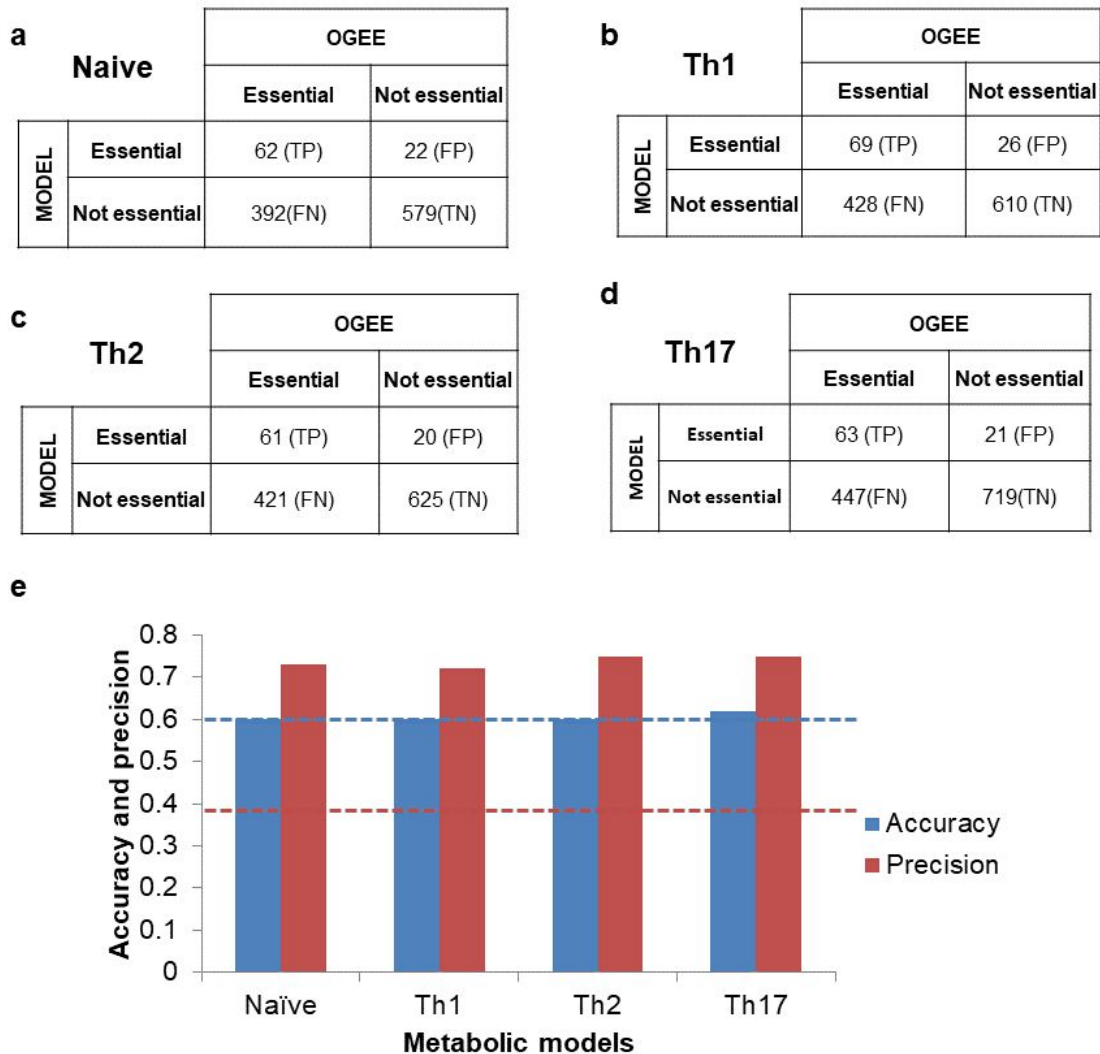 a
Naive
OGEE
Essential Not essential
MODEL
Essential 62 (TP) 22 (FP)
Not essential 392(FN) 579(TN)
b
Th1
OGEE
Essential Not essential
MODEL
Essential 69 (TP) 26 (FP)
Not essential 428 (FN) 610 (TN)
c
Th2
OGEE
Essential Not essential
MODEL
Essential 61 (TP) 20 (FP)
Not essential 421 (FN) 625 (TN)
d
Th17
OGEE
Essential Not essential
MODEL
Essential 63 (TP) 21 (FP)
Not essential 447(FN) 719(TN)
e
Accuracy and precision
0.8
0.7
0.6
0.5
0.4
0.3
0.2
0.1
0
Naïve Th1 Th2 Th17
Metabolic models
Accuracy
Precision